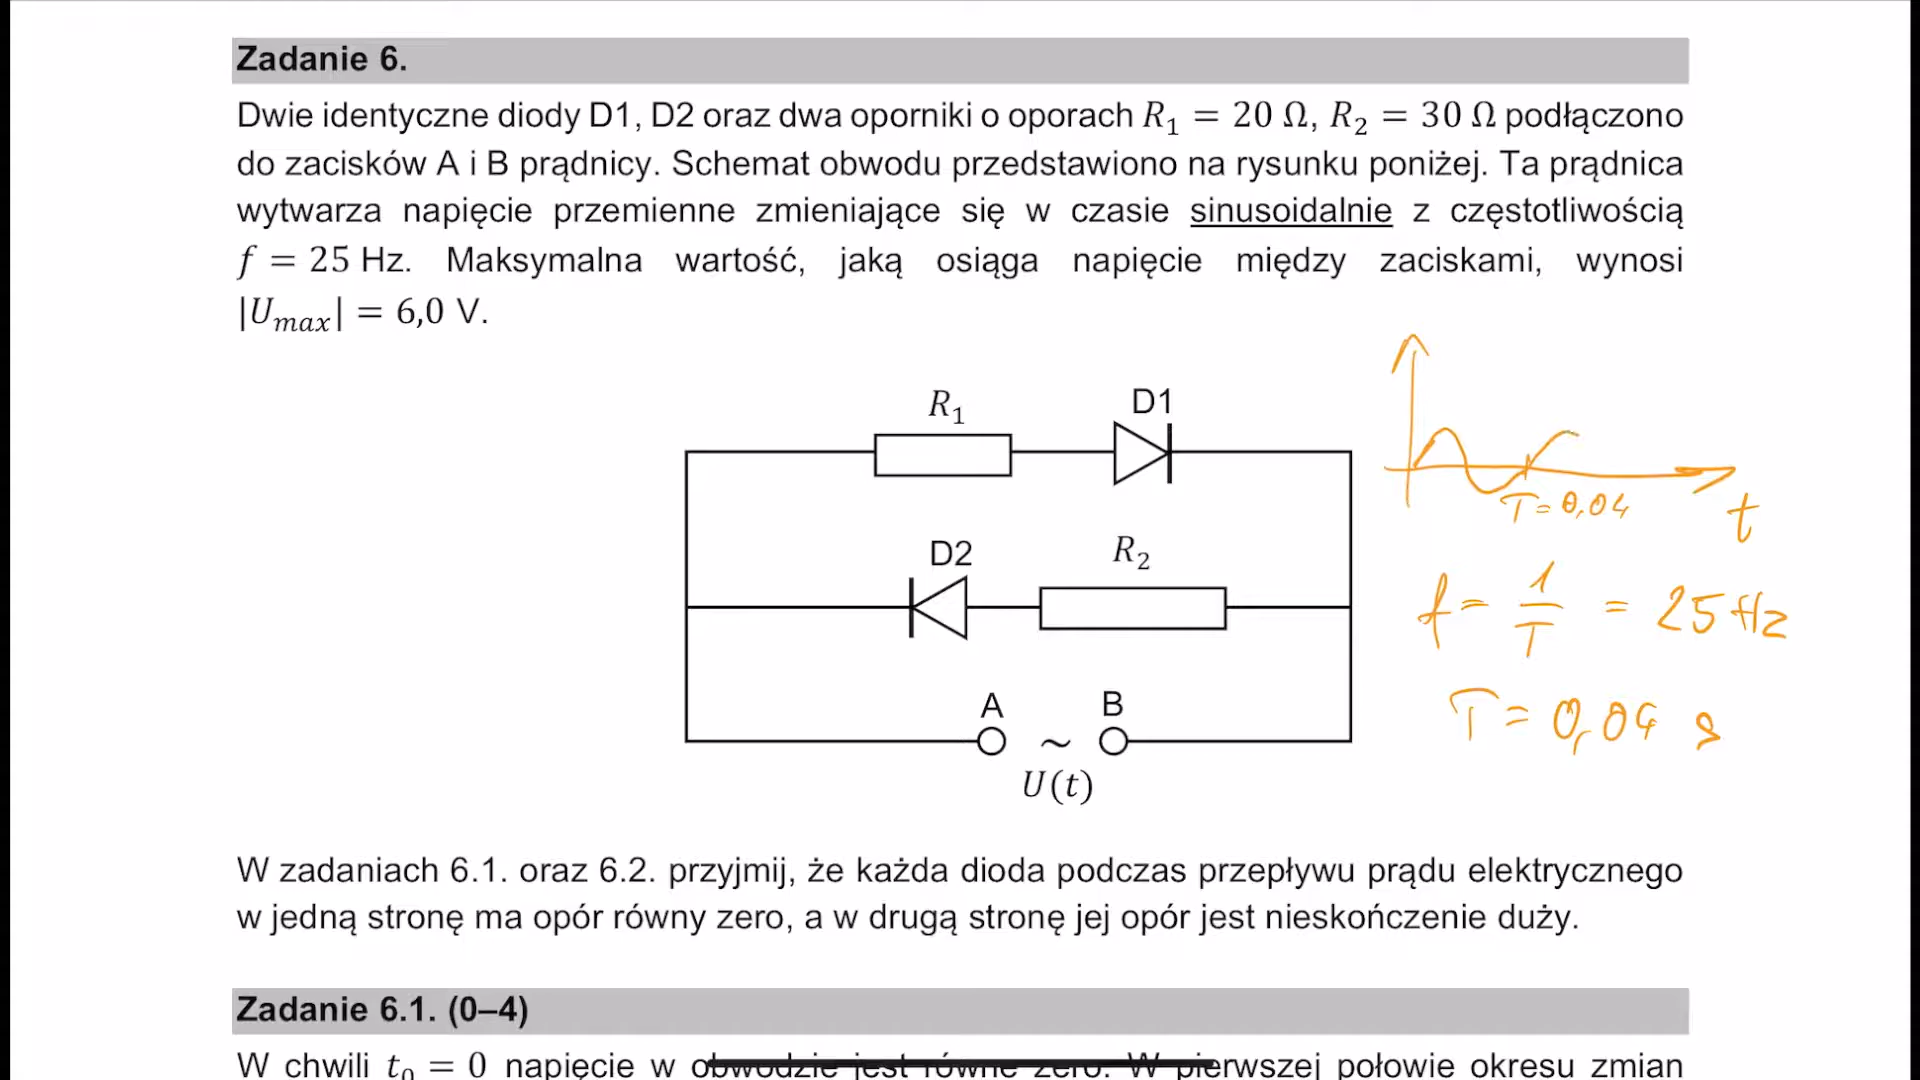 Zadanie 6.
Dwie identyczne diody D1, D2 oraz dwa oporniki o oporach R₁ = 20 Ω, R₂ = 30 Ω podłączono
do zacisków A i B prądnicy. Schemat obwodu przedstawiono na rysunku poniżej. Ta prądnica
wytwarza napięcie przemienne zmieniające się w czasie sinusoidalnie z częstotliwością
f = 25 Hz. Maksymalna wartość, jaką osiąga napięcie między zaciskami, wynosi
|Uₘₐₓ| = 6,0 V.
R₁ D1
T = 0,04
t
D2 R₂
f = 1/T = 25 Hz
A B
T = 0,04 s
~
U(t)
W zadaniach 6.1. oraz 6.2. przyjmij, że każda dioda podczas przepływu prądu elektrycznego
w jedną stronę ma opór równy zero, a w drugą stronę jej opór jest nieskończenie duży.
Zadanie 6.1. (0–4)
W chwili t₀ = 0 napięcie w obwodzie jest równe zero. W pierwszej połowie okresu zmian